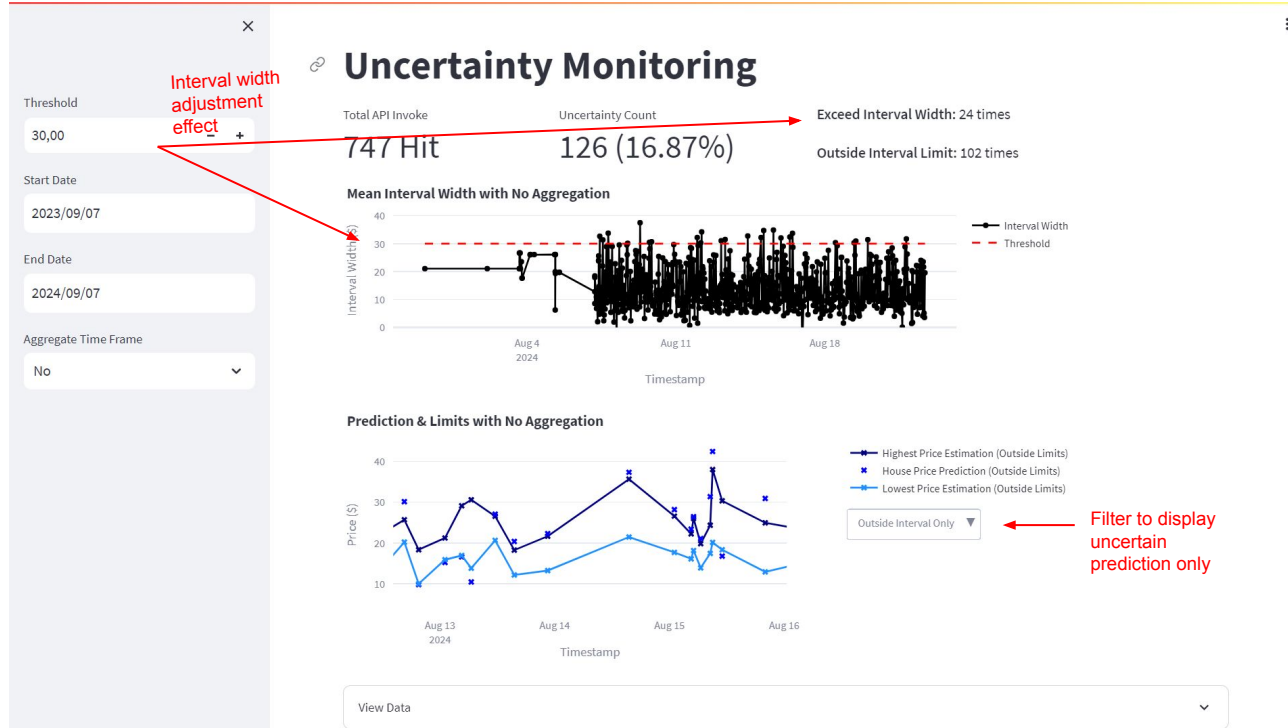 Threshold
30,00
- +
Start Date
2023/09/07
End Date
2024/09/07
Aggregate Time Frame
No
Interval width
adjustment
effect
Uncertainty Monitoring
Total API Invoke
747 Hit
Uncertainty Count
126 (16.87%)
Exceed Interval Width: 24 times
Outside Interval Limit: 102 times
Mean Interval Width with No Aggregation
Interval Width ($)
40
30
20
10
0
Aug 4
2024
Aug 11
Aug 18
Timestamp
Interval Width
Threshold
Prediction & Limits with No Aggregation
Price ($)
40
30
20
10
Aug 13
2024
Aug 14
Aug 15
Aug 16
Timestamp
Highest Price Estimation (Outside Limits)
House Price Prediction (Outside Limits)
Lowest Price Estimation (Outside Limits)
Outside Interval Only
Filter to display
uncertain
prediction only
View Data